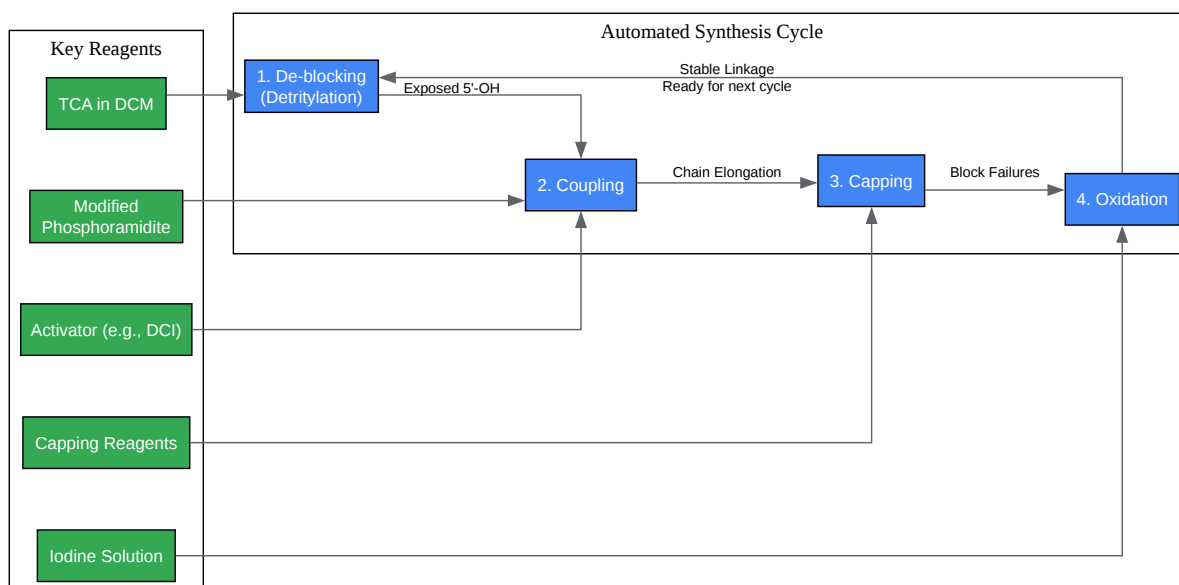 Automated Synthesis Cycle
Key Reagents
1. De-blocking
(Detritylation)
Stable Linkage
Ready for next cycle
Exposed 5'-OH
TCA in DCM
2. Coupling
Chain Elongation
3. Capping
Block Failures
4. Oxidation
Modified
Phosphoramidite
Activator (e.g., DCI)
Capping Reagents
Iodine Solution